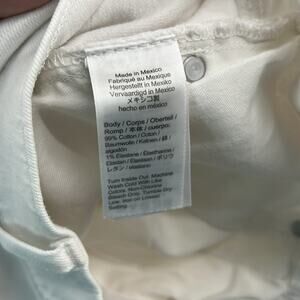 Made in Mexico
Fabriqué au Mexique
Hergestellt in Mexiko
Vervaardigd in Mexico
メキシコ製
hecho en méxico
Body / Corps / Oberteil /
Romp / 本体 / cuerpo:
99% Cotton / Coton /
Baumwolle / Katoen / 綿 /
algodón
1% Elastane / Elasthanne /
Elastan / Elastaan / ポリウ
レタン / Elastano
Turn Inside Out. Machine
Wash Cold With Like
Colors. Non-Chlorine
Bleach Only. Tumble Dry
Low. Iron on Lowest
Setting.